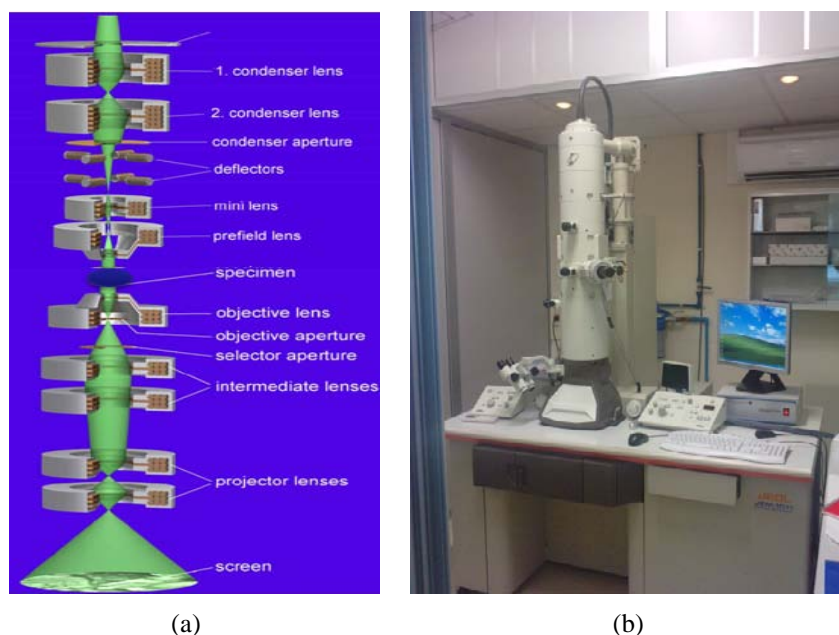 1. condenser lens
2. condenser lens
condenser aperture
deflectors
mini lens
prefield lens
specimen
objective lens
objective aperture
selector aperture
intermediate lenses
projector lenses
screen
(a)
(b)